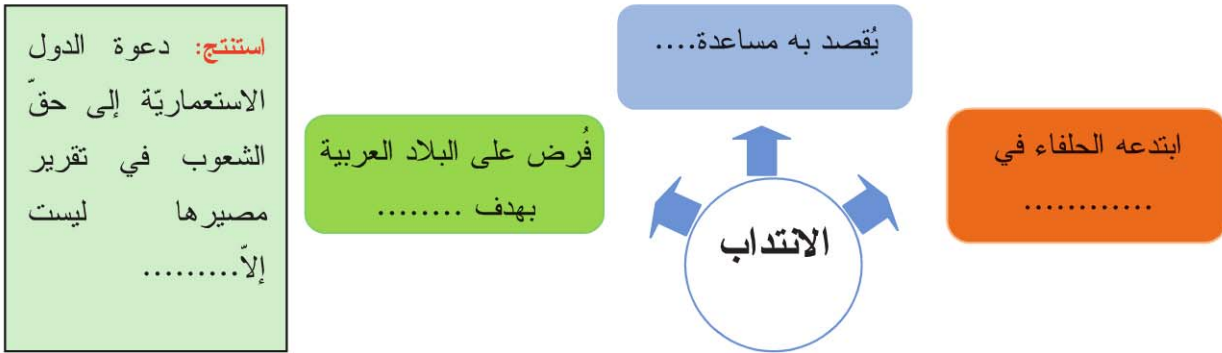 ابتدعه الحلفاء في
............
يُقصد به مساعدة....
فُرض على البلاد العربية
بهدف ........
الانتداب
استنتج: دعوة الدول
الاستعماريّة إلى حقّ
الشعوب في تقرير
مصيرها ليست
إلاّ.........